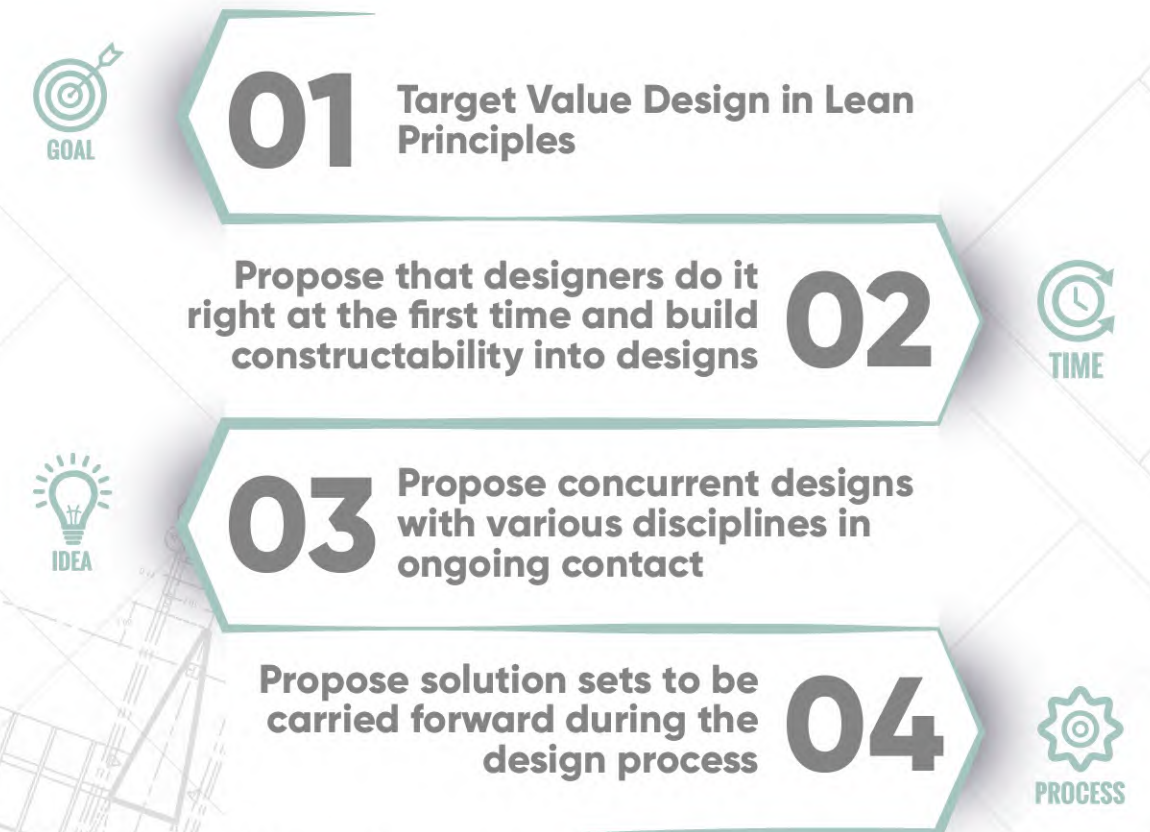 GOAL
01
Target Value Design in Lean
Principles
Propose that designers do it
right at the first time and build
constructability into designs
02
TIME
IDEA
03
Propose concurrent designs
with various disciplines in
ongoing contact
Propose solution sets to be
carried forward during the
design process
04
PROCESS